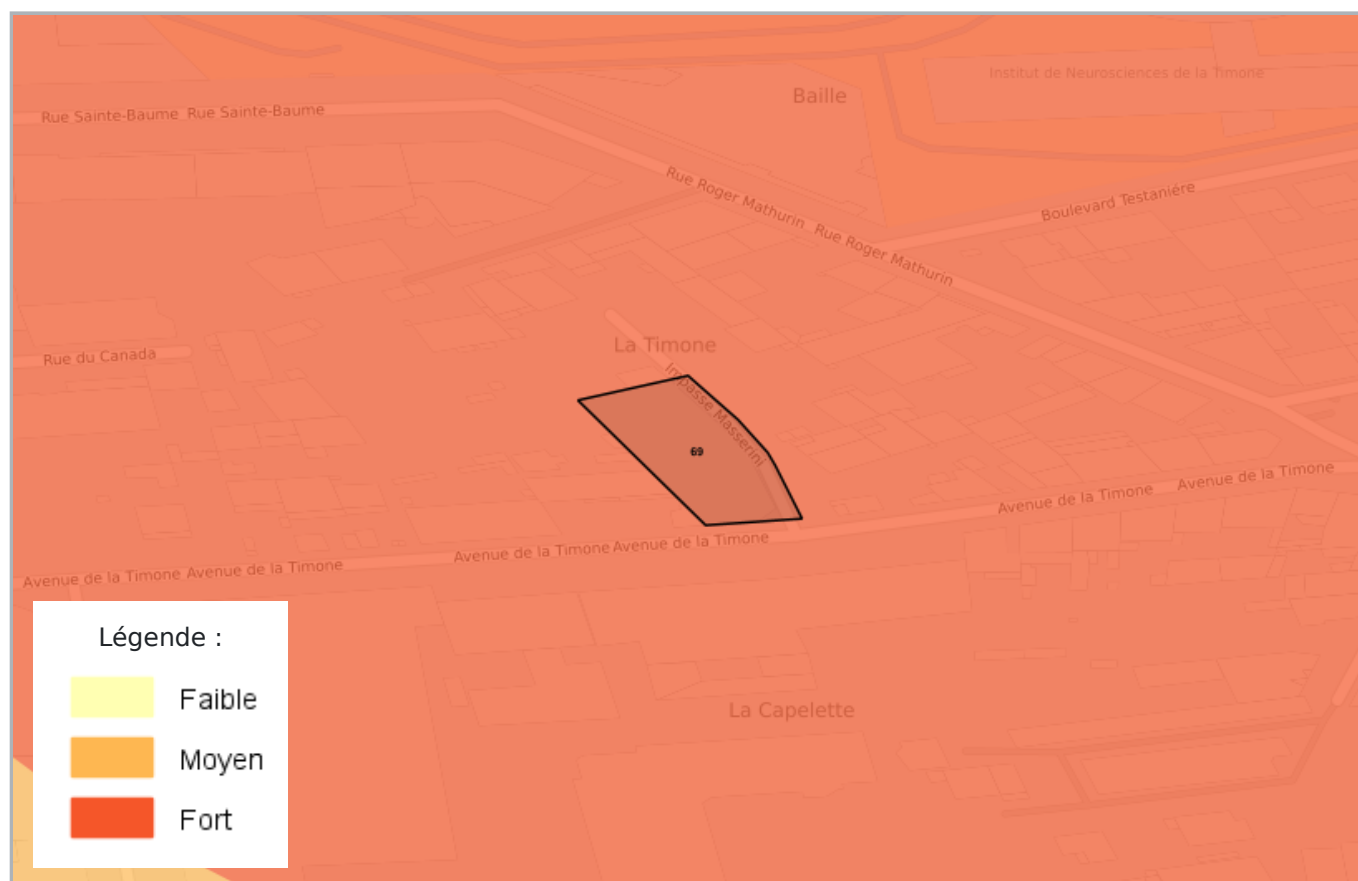 Institut de Neurosciences de la Timone
Baille
Rue Sainte-Baume Rue Sainte-Baume
Rue Roger Mathurin Rue Roger Mathurin
Boulevard Testaniére
La Timone
Rue du Canada
Impasse Masserini
69
Avenue de la Timone Avenue de la Timone
Avenue de la Timone Avenue de la Timone
Avenue de la Timone Avenue de la Timone
La Capelette
Légende :
Faible
Moyen
Fort